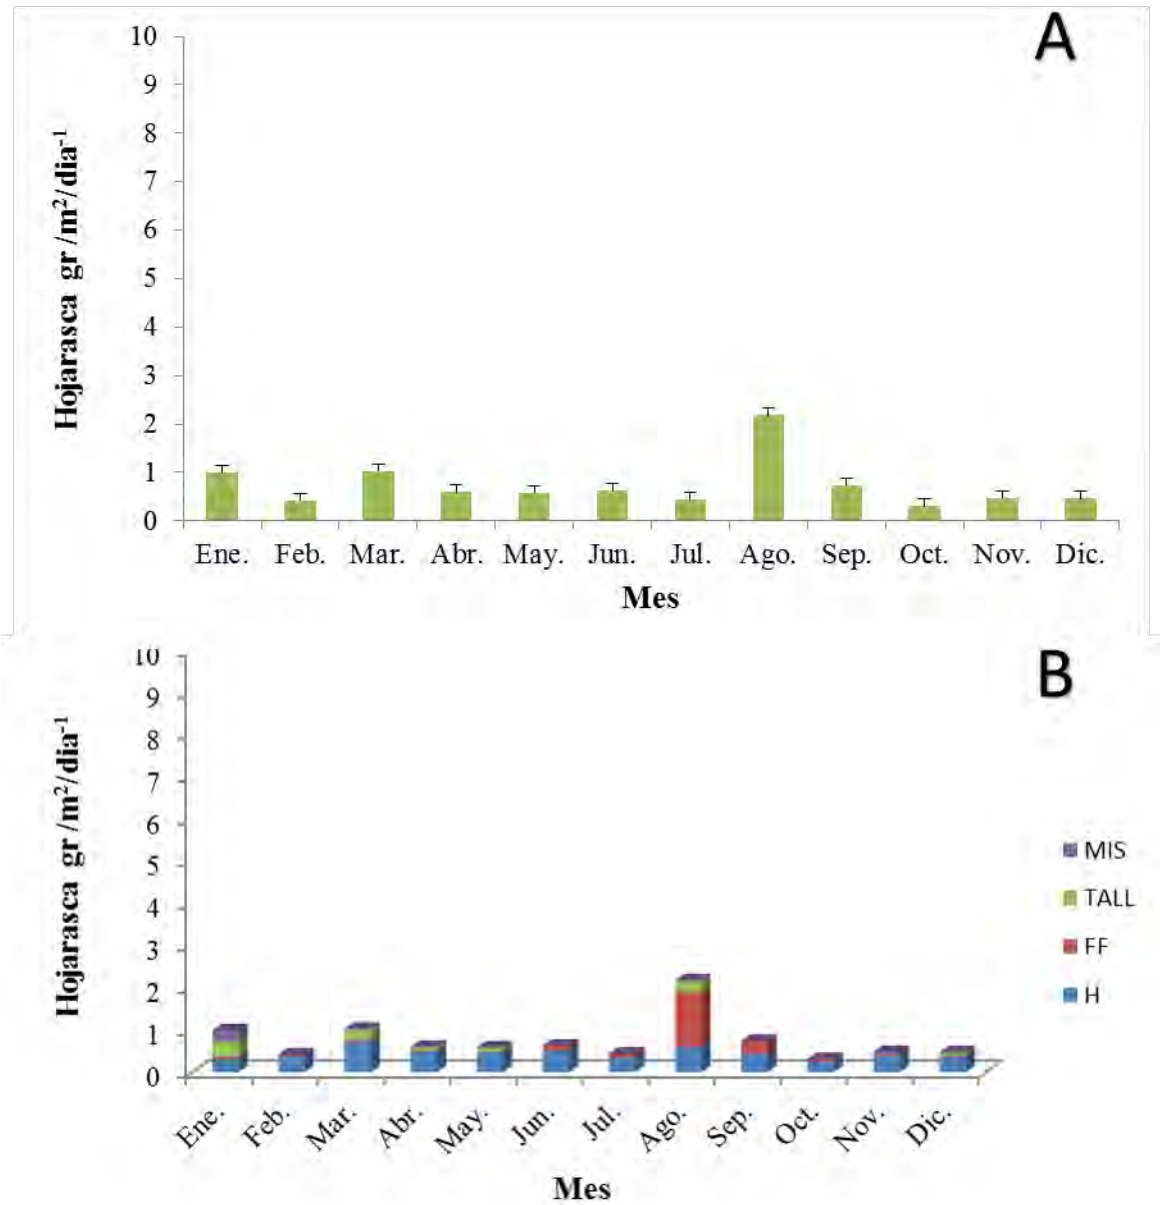 A
10
9
8
7
6
5
4
3
2
1
0
Hojarasca gr /m²/dia⁻¹
Ene. Feb. Mar. Abr. May. Jun. Jul. Ago. Sep. Oct. Nov. Dic.
Mes
B
10
9
8
7
6
5
4
3
2
1
0
Hojarasca gr /m²/dia⁻¹
MIS
TALL
FF
H
Ene. Feb. Mar. Abr. May. Jun. Jul. Ago. Sep. Oct. Nov. Dic.
Mes